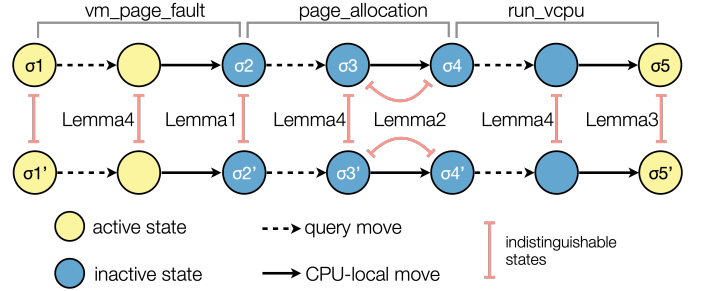 vm_page_fault page_allocation run_vcpu
σ1 σ2 σ3 σ4 σ5
Lemma4 Lemma1 Lemma4 Lemma2 Lemma4 Lemma3
σ1' σ2' σ3' σ4' σ5'
active state query move
inactive state CPU-local move
indistinguishable
states